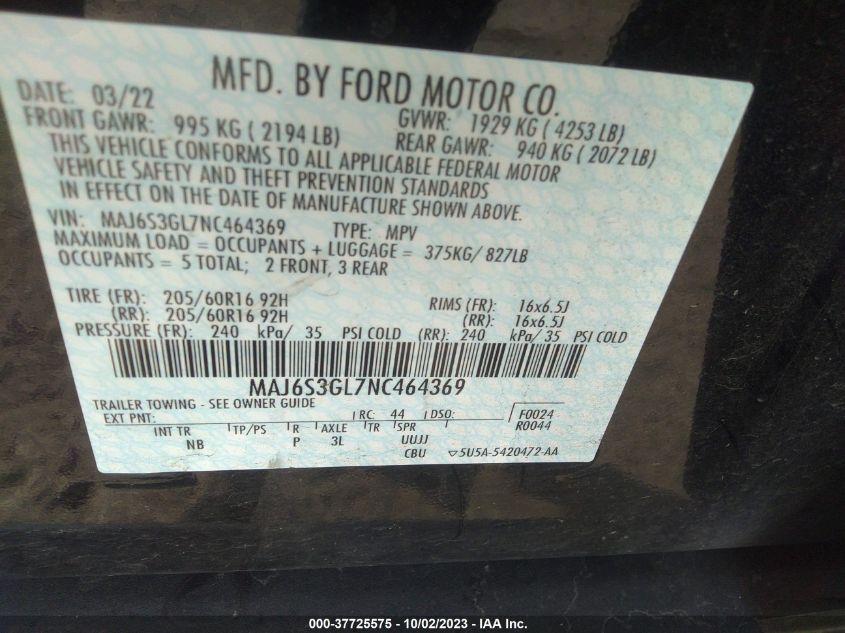 MFD. BY FORD MOTOR CO.
DATE: 03/22 GVWR: 1929 KG ( 4253 LB)
FRONT GAWR: 995 KG ( 2194 LB) REAR GAWR: 940 KG ( 2072 LB)
THIS VEHICLE CONFORMS TO ALL APPLICABLE FEDERAL MOTOR
VEHICLE SAFETY AND THEFT PREVENTION STANDARDS
IN EFFECT ON THE DATE OF MANUFACTURE SHOWN ABOVE.
VIN: MAJ6S3GL7NC464369 TYPE: MPV
MAXIMUM LOAD = OCCUPANTS + LUGGAGE = 375KG/ 827LB
OCCUPANTS = 5 TOTAL; 2 FRONT, 3 REAR
TIRE (FR): 205/60R16 92H RIMS (FR): 16x6.5J
(RR): 205/60R16 92H (RR): 16x6.5J
PRESSURE (FR): 240 kPa/ 35 PSI COLD (RR): 240 kPa/ 35 PSI COLD
MAJ6S3GL7NC464369
TRAILER TOWING - SEE OWNER GUIDE
EXT PNT: RC: 44 DSO: F0024
R0044
INT TR TP/PS R AXLE TR SPR
NB P 3L UUJJ
CBU 5U5A-5420472-AA
000-37725575 - 10/02/2023 - IAA Inc.